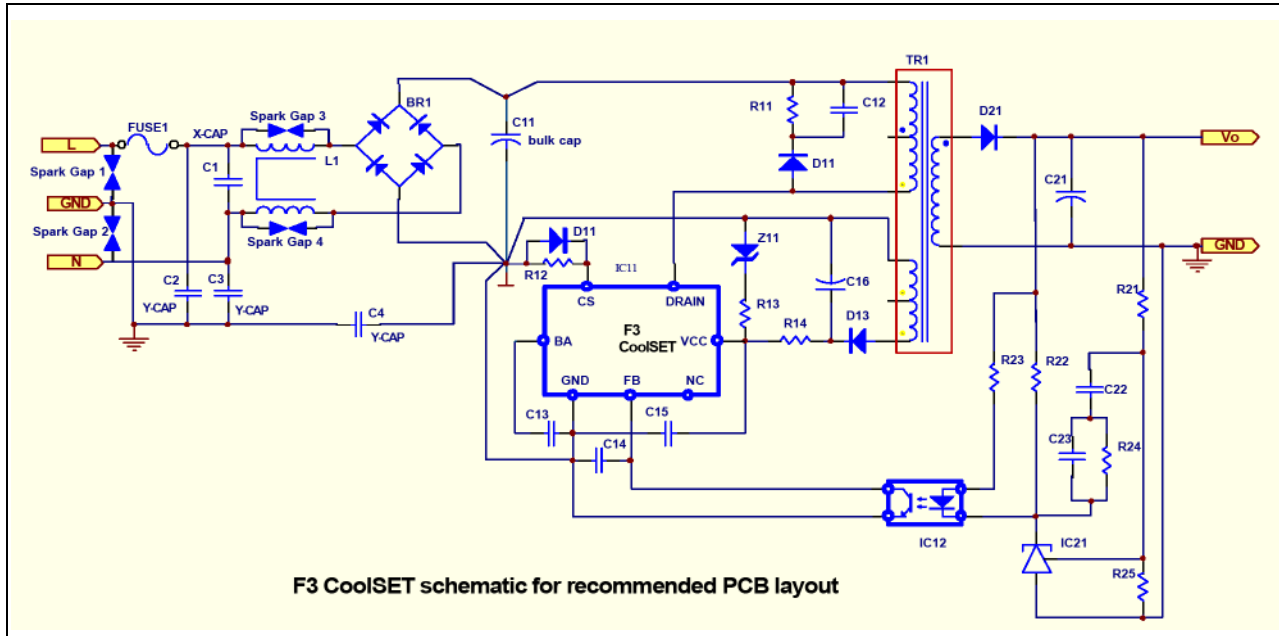 TR1
BR1
D21
FUSE1
Spark Gap 3
X-CAP
C11
bulk cap
R11
C12
L
Vo
L1
C1
Spark Gap 1
D11
C21
GND
Spark Gap 2
Spark Gap 4
N
D11
Z11
GND
R12
IC11
C2
C3
C16
Y-CAP
Y-CAP
CS
DRAIN
R13
R21
C4
Y-CAP
F3
CoolSET
R14
D13
BA
VCC
R23
R22
GND
FB
NC
C22
C13
C15
C14
C23
R24
IC12
IC21
R25
F3 CoolSET schematic for recommended PCB layout